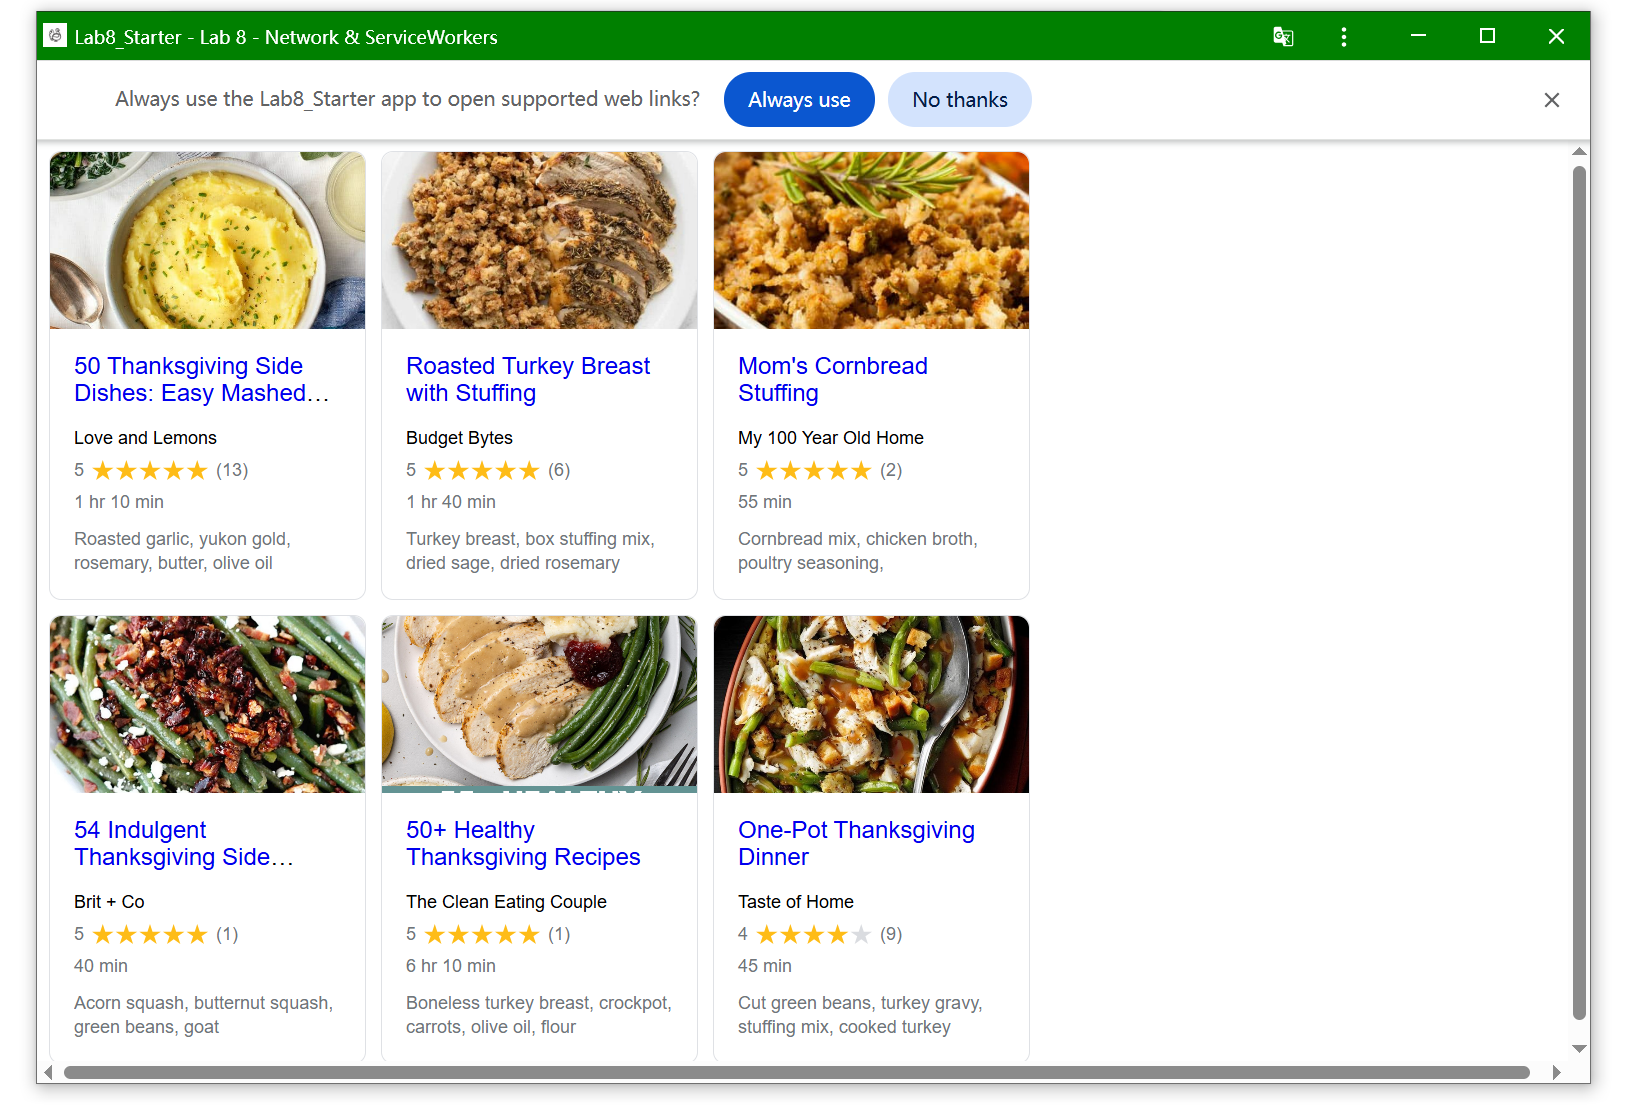 Lab8_Starter - Lab 8 - Network & ServiceWorkers
Always use the Lab8_Starter app to open supported web links?
Always use
No thanks
50 Thanksgiving Side
Dishes: Easy Mashed…
Love and Lemons
5 ★★★★★ (13)
1 hr 10 min
Roasted garlic, yukon gold,
rosemary, butter, olive oil
Roasted Turkey Breast
with Stuffing
Budget Bytes
5 ★★★★★ (6)
1 hr 40 min
Turkey breast, box stuffing mix,
dried sage, dried rosemary
Mom's Cornbread
Stuffing
My 100 Year Old Home
5 ★★★★★ (2)
55 min
Cornbread mix, chicken broth,
poultry seasoning,
54 Indulgent
Thanksgiving Side…
Brit + Co
5 ★★★★★ (1)
40 min
Acorn squash, butternut squash,
green beans, goat
50+ Healthy
Thanksgiving Recipes
The Clean Eating Couple
5 ★★★★★ (1)
6 hr 10 min
Boneless turkey breast, crockpot,
carrots, olive oil, flour
One-Pot Thanksgiving
Dinner
Taste of Home
4 ★★★★★ (9)
45 min
Cut green beans, turkey gravy,
stuffing mix, cooked turkey